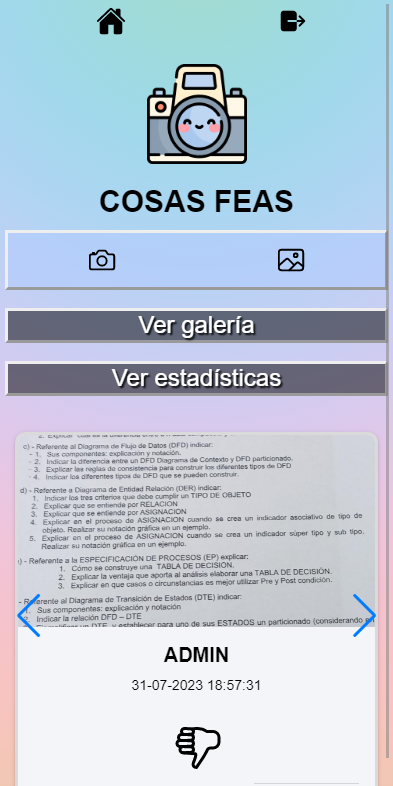 COSAS FEAS
Ver galería
Ver estadísticas
2. Explicar cuál es la diferencia entre
c) - Referente al Diagrama de Flujo de Datos (DFD) indicar:
1. Sus componentes: explicación y notación.
2. Indicar la diferencia entre un DFD Diagrama de Contexto y DFD particionado.
3. Explicar las reglas de consistencia para construir los diferentes tipos de DFD
4. Indicar los diferentes tipos de DFD que se pueden construir.
d) - Referente a Diagrama de Entidad Relación (DER) indicar:
1. Indicar los tres criterios que debe cumplir un TIPO DE OBJETO
2. Explicar que se entiende por RELACION
3. Explicar que se entiende por ASIGNACION
4. Explicar en el proceso de ASIGNACION cuando se crea un indicador asociativo de tipo de
objeto. Realizar su notación gráfica en un ejemplo.
5. Explicar en el proceso de ASIGNACION cuando se crea un indicador súper tipo y sub tipo.
Realizar su notación gráfica en un ejemplo.
) - Referente a la ESPECIFICACIÓN DE PROCESOS (EP) explicar:
1. Cómo se construye una TABLA DE DECISIÓN.
2. Explicar la ventaja que aporta al análisis elaborar una TABLA DE DECISIÓN.
3. Explicar en que casos o circunstancias es mejor utilizar Pre y Post condición.
- Referente al Diagrama de Transición de Estados (DTE) indicar:
1. Sus componentes: explicación y notación
2. Indicar la relación DFD – DTE
3. Ejemplificar un DTE y establecer para uno de sus ESTADOS un particionado (considerando en
ADMIN
31-07-2023 18:57:31